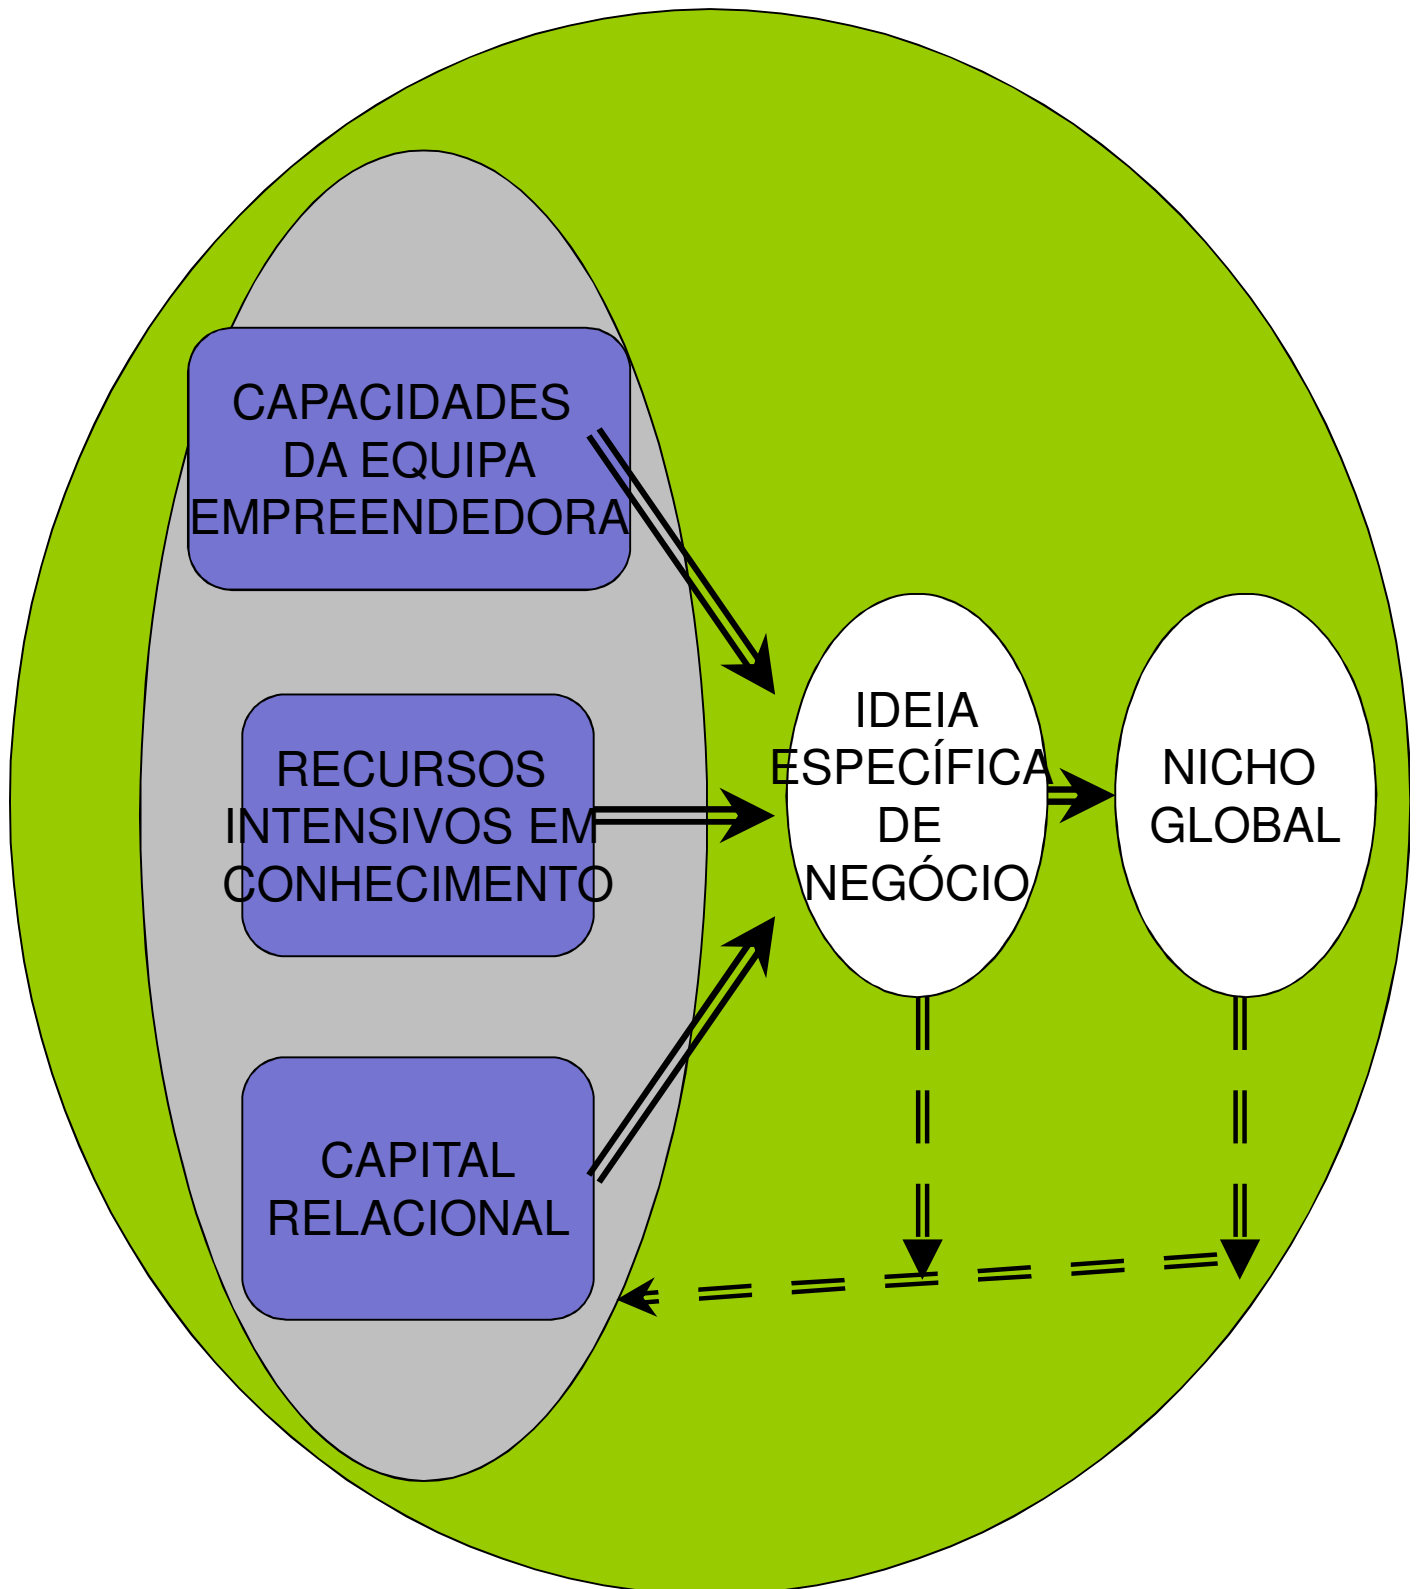 CAPACIDADES
DA EQUIPA
EMPREENDEDORA
RECURSOS
INTENSIVOS EM
CONHECIMENTO
CAPITAL
RELACIONAL
IDEIA
ESPECÍFICA
DE
NEGÓCIO
NICHO
GLOBAL